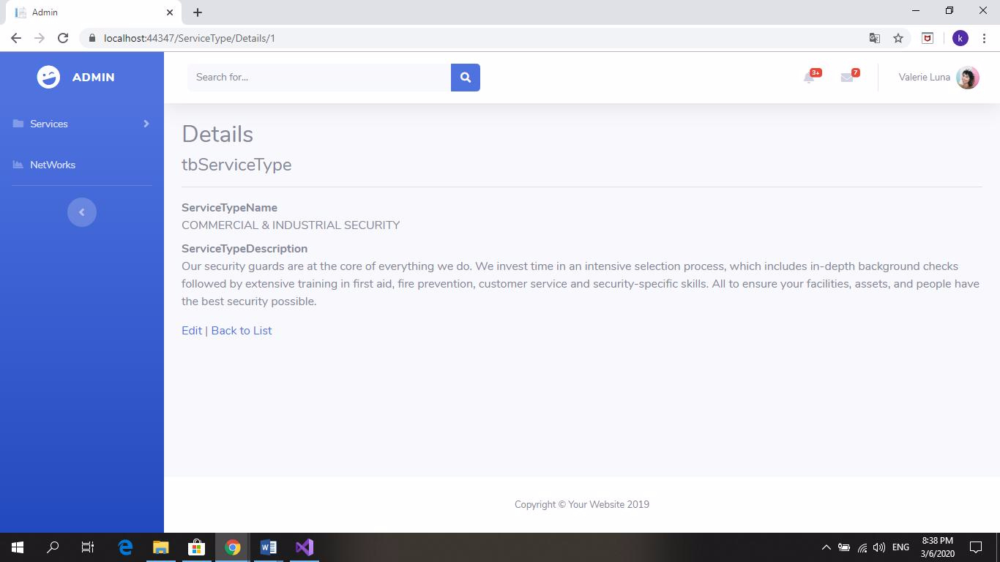 Admin
localhost:44347/ServiceType/Details/1
k
ADMIN
Search for...
3+
7
Valerie Luna
Services
NetWorks
Details
tbServiceType
ServiceTypeName
COMMERCIAL & INDUSTRIAL SECURITY
ServiceTypeDescription
Our security guards are at the core of everything we do. We invest time in an intensive selection process, which includes in-depth background checks
followed by extensive training in first aid, fire prevention, customer service and security-specific skills. All to ensure your facilities, assets, and people have
the best security possible.
Edit | Back to List
Copyright © Your Website 2019
ENG
8:38 PM
3/6/2020